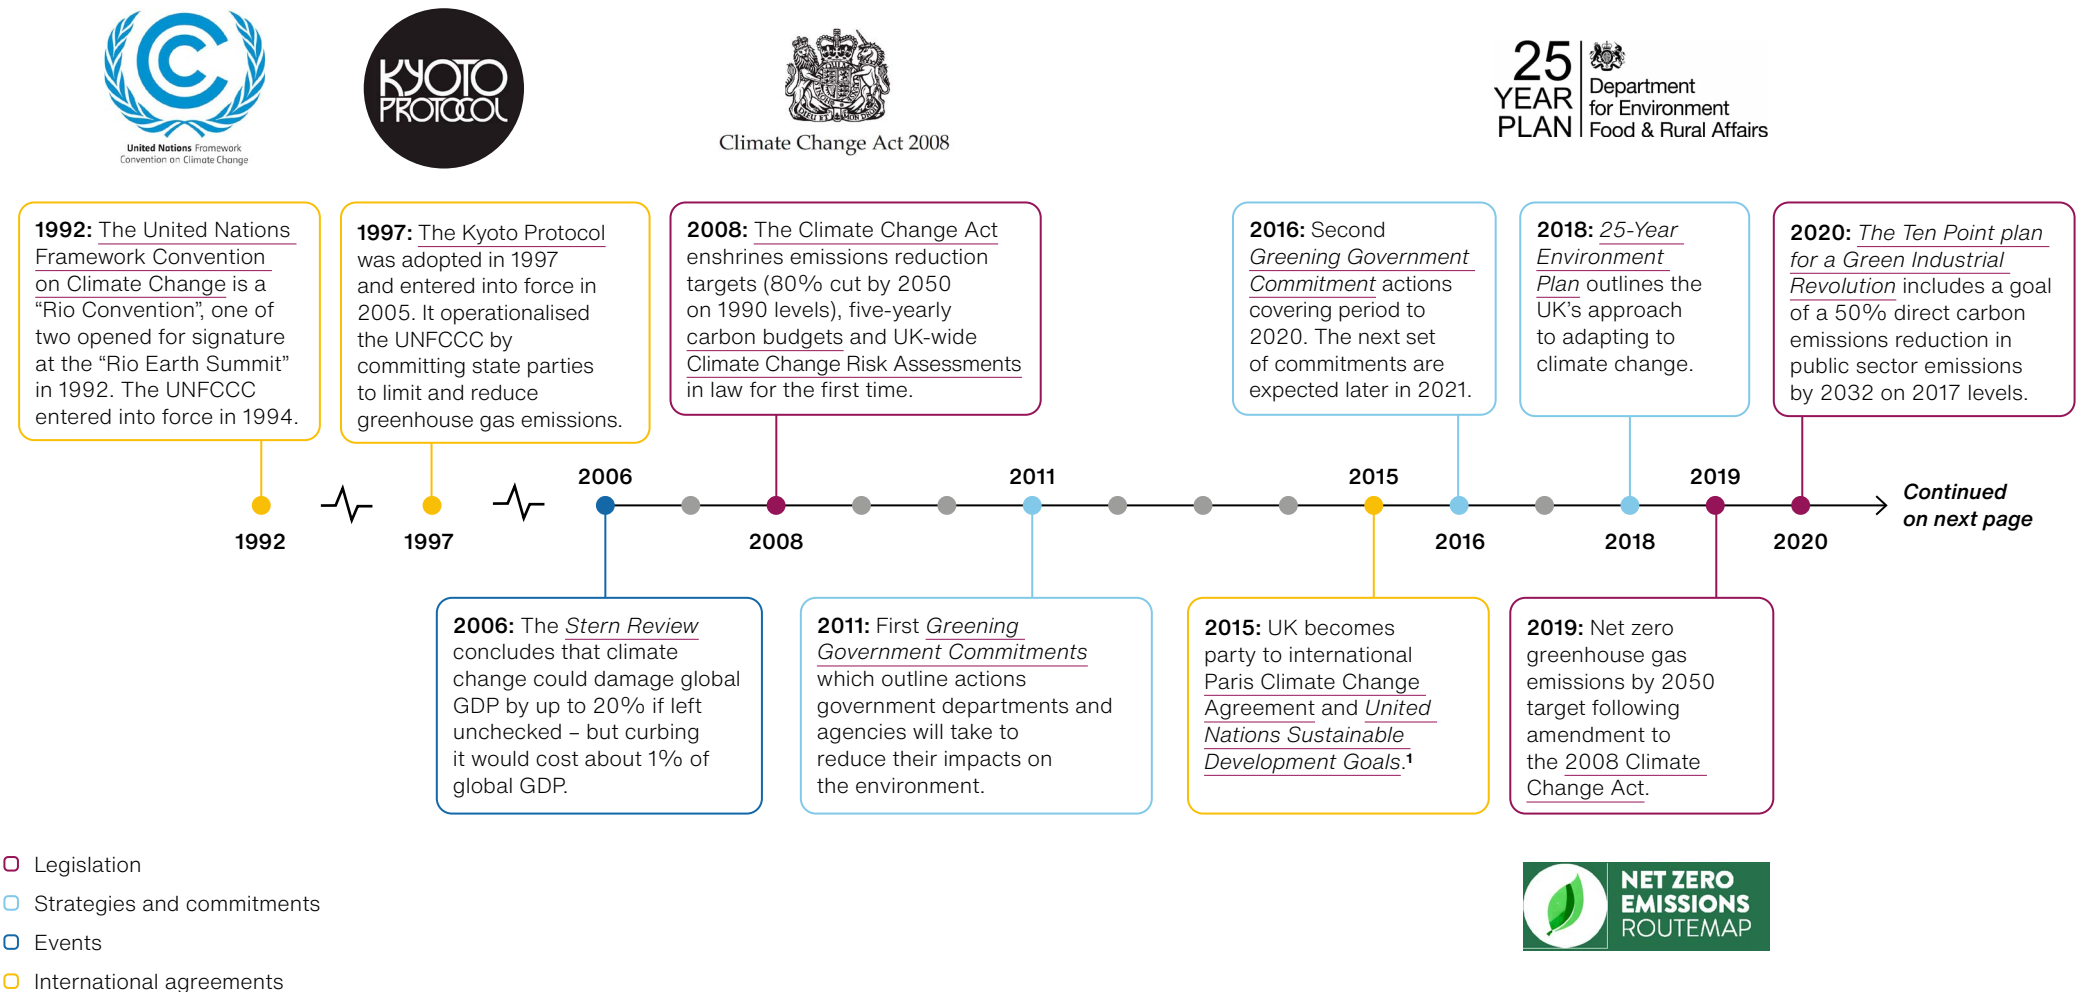 United Nations Framework
Convention on Climate Change
KYOTO
PROTOCOL
Climate Change Act 2008
25
YEAR
PLAN
Department
for Environment
Food & Rural Affairs
1992: The United Nations
Framework Convention
on Climate Change is a
“Rio Convention”, one of
two opened for signature
at the “Rio Earth Summit”
in 1992. The UNFCCC
entered into force in 1994.
1997: The Kyoto Protocol
was adopted in 1997
and entered into force in
2005. It operationalised
the UNFCCC by
committing state parties
to limit and reduce
greenhouse gas emissions.
2008: The Climate Change Act
enshrines emissions reduction
targets (80% cut by 2050
on 1990 levels), five-yearly
carbon budgets and UK-wide
Climate Change Risk Assessments
in law for the first time.
2016: Second
Greening Government
Commitment actions
covering period to
2020. The next set
of commitments are
expected later in 2021.
2018: 25-Year
Environment
Plan outlines the
UK’s approach
to adapting to
climate change.
2020: The Ten Point plan
for a Green Industrial
Revolution includes a goal
of a 50% direct carbon
emissions reduction in
public sector emissions
by 2032 on 2017 levels.
2006
2011
2015
2019
1992
1997
2008
2016
2018
2020
Continued
on next page
2006: The Stern Review
concludes that climate
change could damage global
GDP by up to 20% if left
unchecked – but curbing
it would cost about 1% of
global GDP.
2011: First Greening
Government Commitments
which outline actions
government departments and
agencies will take to
reduce their impacts on
the environment.
2015: UK becomes
party to international
Paris Climate Change
Agreement and United
Nations Sustainable
Development Goals.1
2019: Net zero
greenhouse gas
emissions by 2050
target following
amendment to
the 2008 Climate
Change Act.
Legislation
Strategies and commitments
Events
International agreements
NET ZERO
EMISSIONS
ROUTEMAP